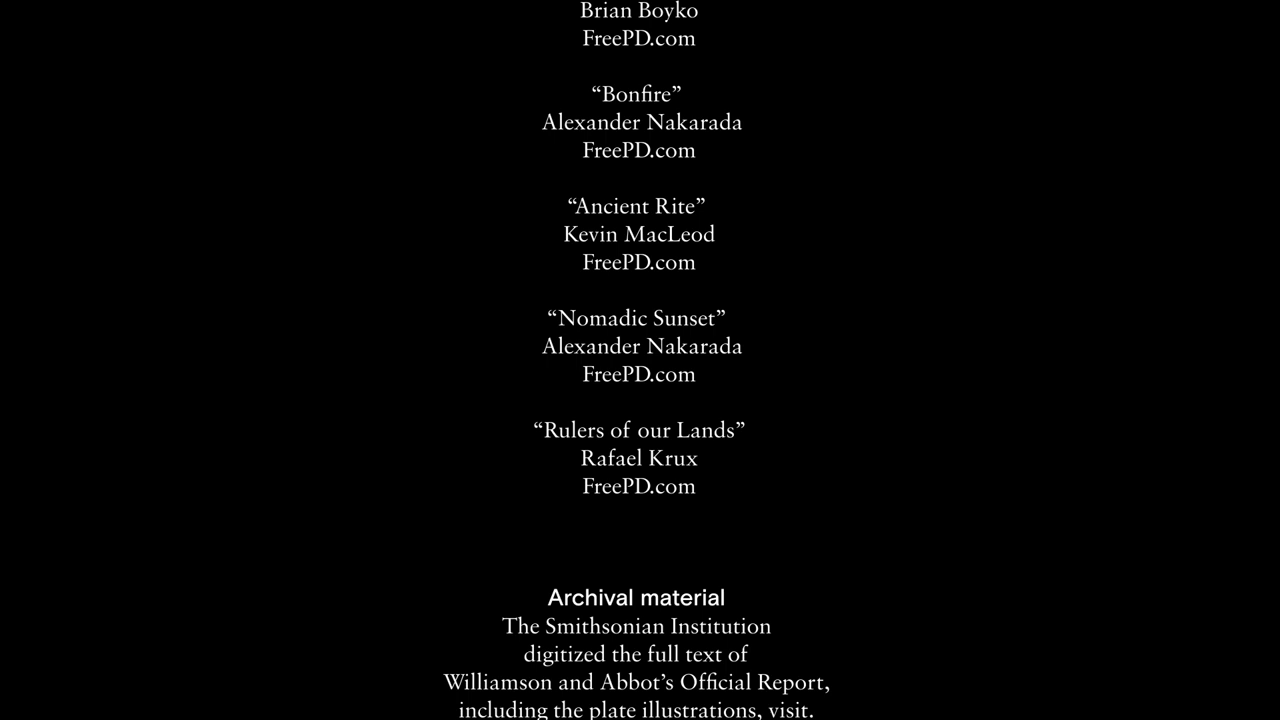 Brian Boyko
FreePD.com
“Bonfire”
Alexander Nakarada
FreePD.com
“Ancient Rite”
Kevin MacLeod
FreePD.com
“Nomadic Sunset”
Alexander Nakarada
FreePD.com
“Rulers of our Lands”
Rafael Krux
FreePD.com
Archival material
The Smithsonian Institution
digitized the full text of
Williamson and Abbot’s Official Report,
including the plate illustrations, visit.